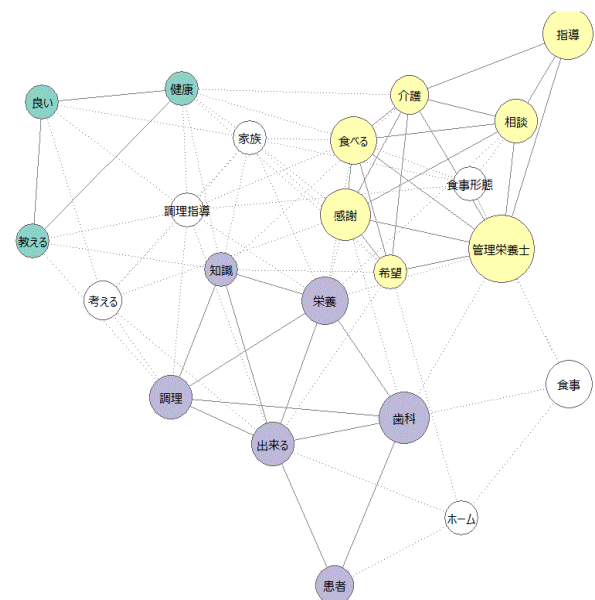 指導
健康
介護
良い
相談
家族
食べる
食事形態
調理指導
感謝
教える
管理栄養士
知識
希望
考える
栄養
食事
調理
歯科
出来る
ホーム
患者